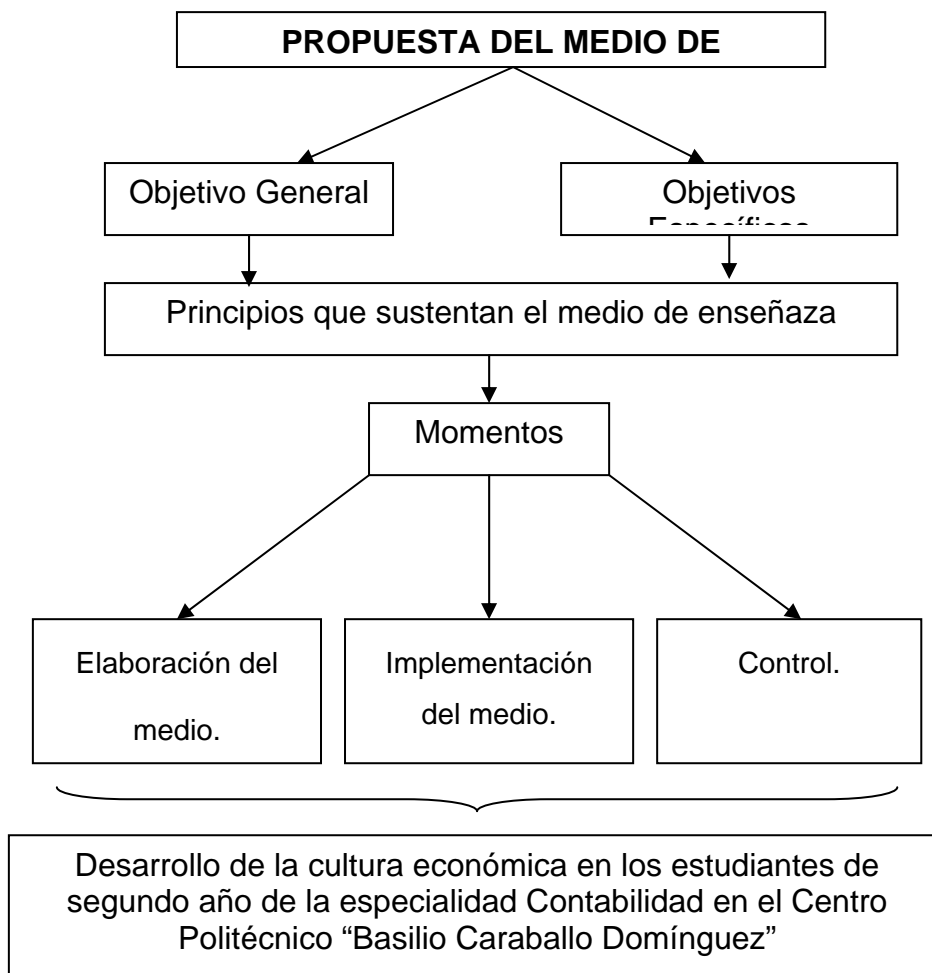 PROPUESTA DEL MEDIO DE
Objetivo General
Objetivos
Específicos
Principios que sustentan el medio de enseñaza
Momentos
Elaboración del
medio.
Implementación
del medio.
Control.
Desarrollo de la cultura económica en los estudiantes de
segundo año de la especialidad Contabilidad en el Centro
Politécnico “Basilio Caraballo Domínguez”